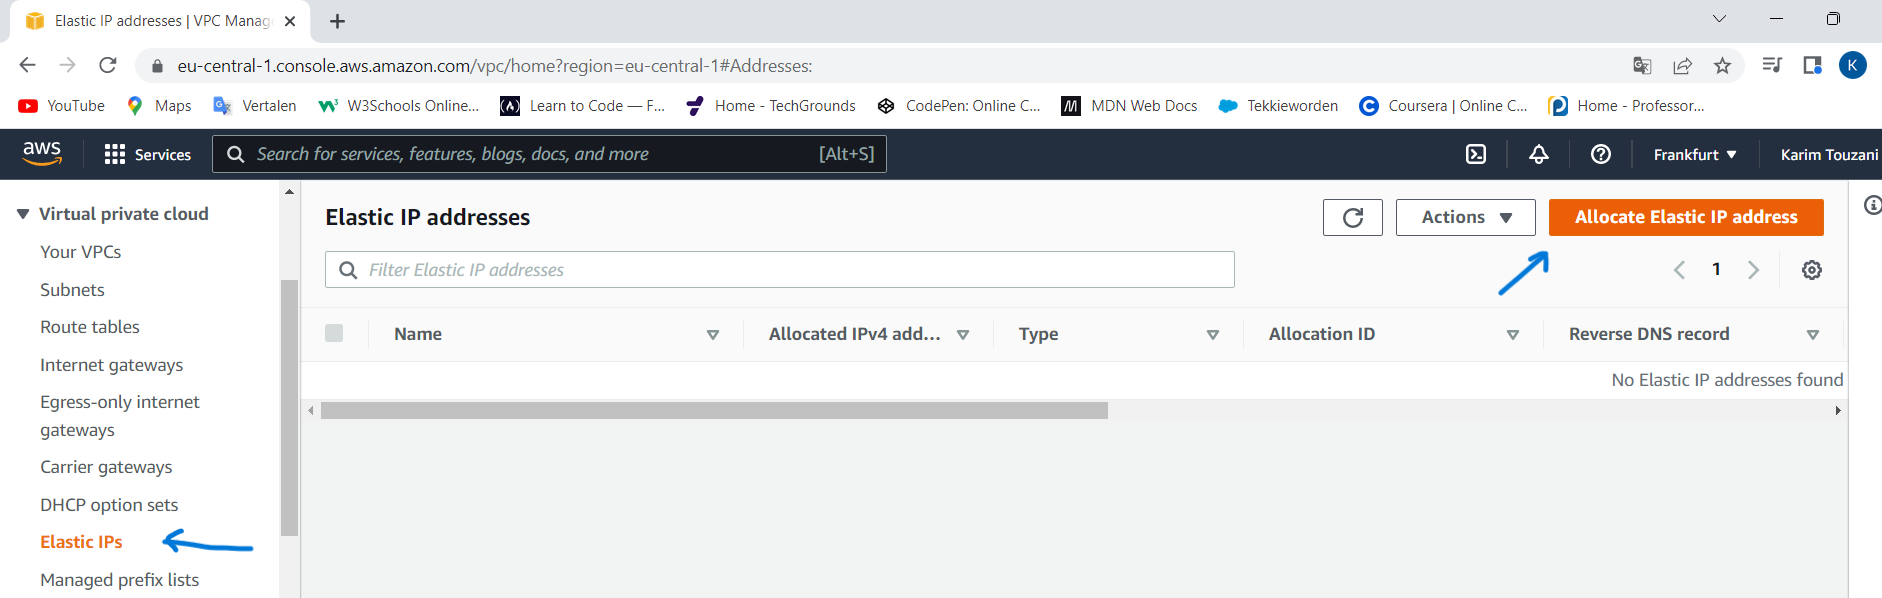 Elastic IP addresses | VPC Manag
eu-central-1.console.aws.amazon.com/vpc/home?region=eu-central-1#Addresses:
K
YouTube Maps Vertalen W3Schools Online... Learn to Code — F... Home - TechGrounds CodePen: Online C... MDN Web Docs Tekkieworden Coursera | Online C... Home - Professor...
aws Services Search for services, features, blogs, docs, and more [Alt+S] Frankfurt Karim Touzani
Virtual private cloud
Your VPCs
Subnets
Route tables
Internet gateways
Egress-only internet
gateways
Carrier gateways
DHCP option sets
Elastic IPs
Managed prefix lists
Elastic IP addresses Actions Allocate Elastic IP address
Filter Elastic IP addresses 1
Name Allocated IPv4 add... Type Allocation ID Reverse DNS record
No Elastic IP addresses found